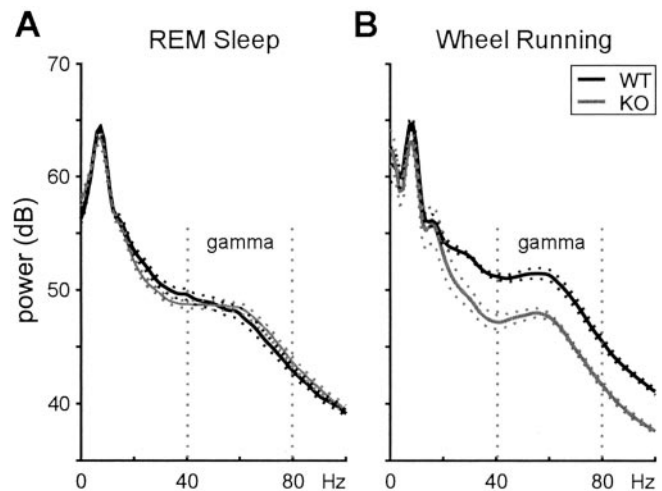 A
REM Sleep
B
Wheel Running
WT
KO
power (dB)
70
60
50
40
gamma
gamma
0
40
80
Hz
0
40
80
Hz